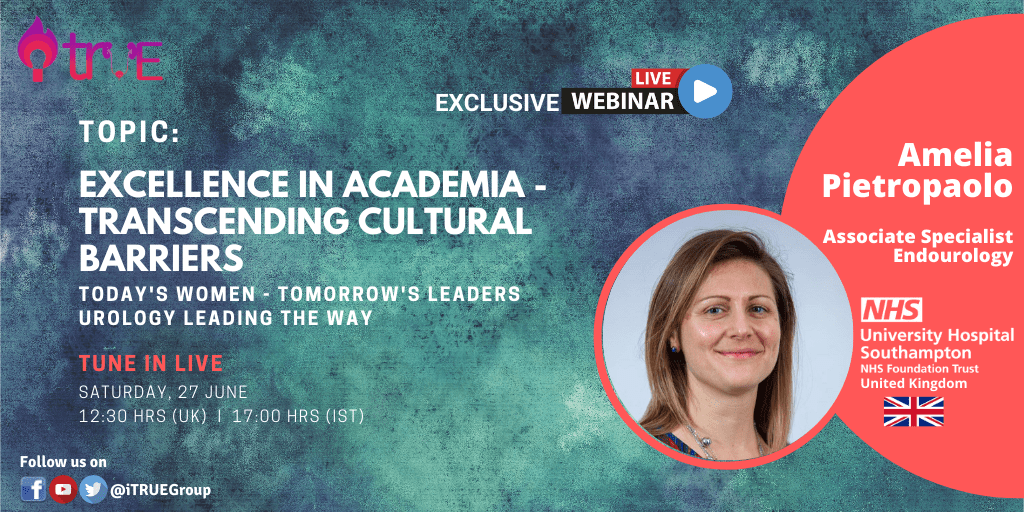 iTrUE
EXCLUSIVE
LIVE
WEBINAR
TOPIC:
EXCELLENCE IN ACADEMIA -
TRANSCENDING CULTURAL
BARRIERS
TODAY'S WOMEN - TOMORROW'S LEADERS
UROLOGY LEADING THE WAY
TUNE IN LIVE
SATURDAY, 27 JUNE
12:30 HRS (UK) I 17:00 HRS (IST)
Follow us on
@iTRUEGroup
Amelia
Pietropaolo
Associate Specialist
Endourology
NHS
University Hospital
Southampton
NHS Foundation Trust
United Kingdom